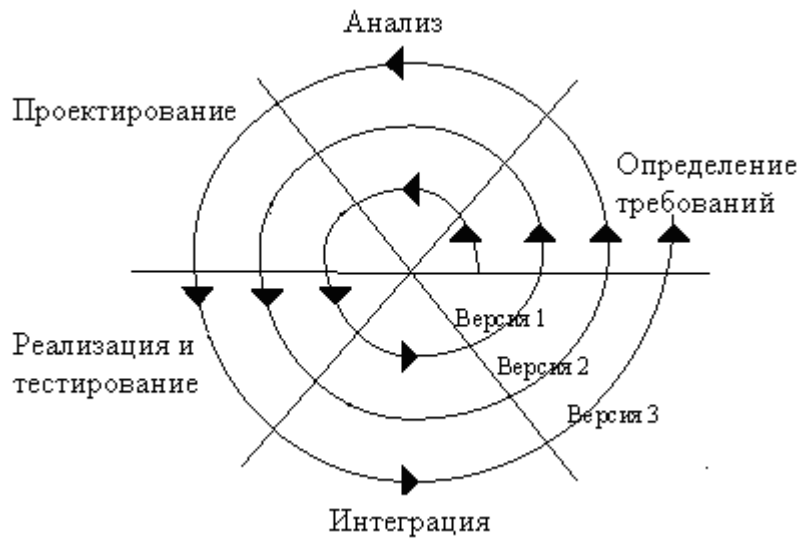 Анализ
Проектирование
Определение
требований
Версия 1
Реализация и
тестирование
Версия 2
Версия 3
Интеграция